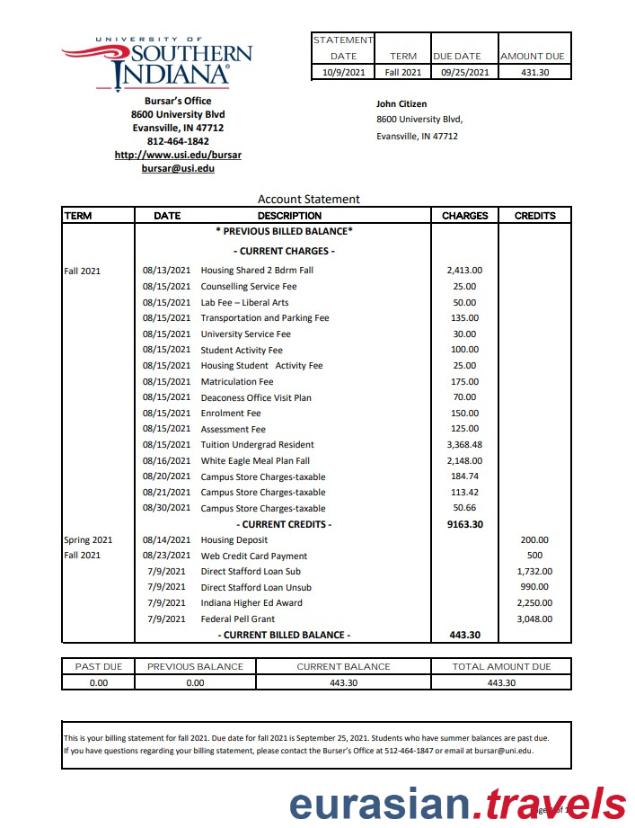 UNIVERSITY OF
SOUTHERN
INDIANA®
Bursar's Office
8600 University Blvd
Evansville, IN 47712
812-464-1842
http://www.usi.edu/bursar
bursar@usi.edu
STATEMENT DATE TERM DUE DATE AMOUNT DUE
10/9/2021 Fall 2021 09/25/2021 431.30
John Citizen
8600 University Blvd,
Evansville, IN 47712
Account Statement
TERM DATE DESCRIPTION CHARGES CREDITS
* PREVIOUS BILLED BALANCE*
- CURRENT CHARGES -
Fall 2021 08/13/2021 Housing Shared 2 Bdrm Fall 2,413.00
08/15/2021 Counselling Service Fee 25.00
08/15/2021 Lab Fee – Liberal Arts 50.00
08/15/2021 Transportation and Parking Fee 135.00
08/15/2021 University Service Fee 30.00
08/15/2021 Student Activity Fee 100.00
08/15/2021 Housing Student Activity Fee 25.00
08/15/2021 Matriculation Fee 175.00
08/15/2021 Deaconess Office Visit Plan 70.00
08/15/2021 Enrolment Fee 150.00
08/15/2021 Assessment Fee 125.00
08/15/2021 Tuition Undergrad Resident 3,368.48
08/16/2021 White Eagle Meal Plan Fall 2,148.00
08/20/2021 Campus Store Charges-taxable 184.74
08/21/2021 Campus Store Charges-taxable 113.42
08/30/2021 Campus Store Charges-taxable 50.66
- CURRENT CREDITS - 9163.30
Spring 2021 08/14/2021 Housing Deposit 200.00
Fall 2021 08/23/2021 Web Credit Card Payment 500
7/9/2021 Direct Stafford Loan Sub 1,732.00
7/9/2021 Direct Stafford Loan Unsub 990.00
7/9/2021 Indiana Higher Ed Award 2,250.00
7/9/2021 Federal Pell Grant 3,048.00
- CURRENT BILLED BALANCE - 443.30
PAST DUE PREVIOUS BALANCE CURRENT BALANCE TOTAL AMOUNT DUE
0.00 0.00 443.30 443.30
This is your billing statement for fall 2021. Due date for fall 2021 is September 25, 2021. Students who have summer balances are past due.
If you have questions regarding your billing statement, please contact the Burser's Office at 512-464-1847 or email at bursar@uni.edu.
eurasian.travels